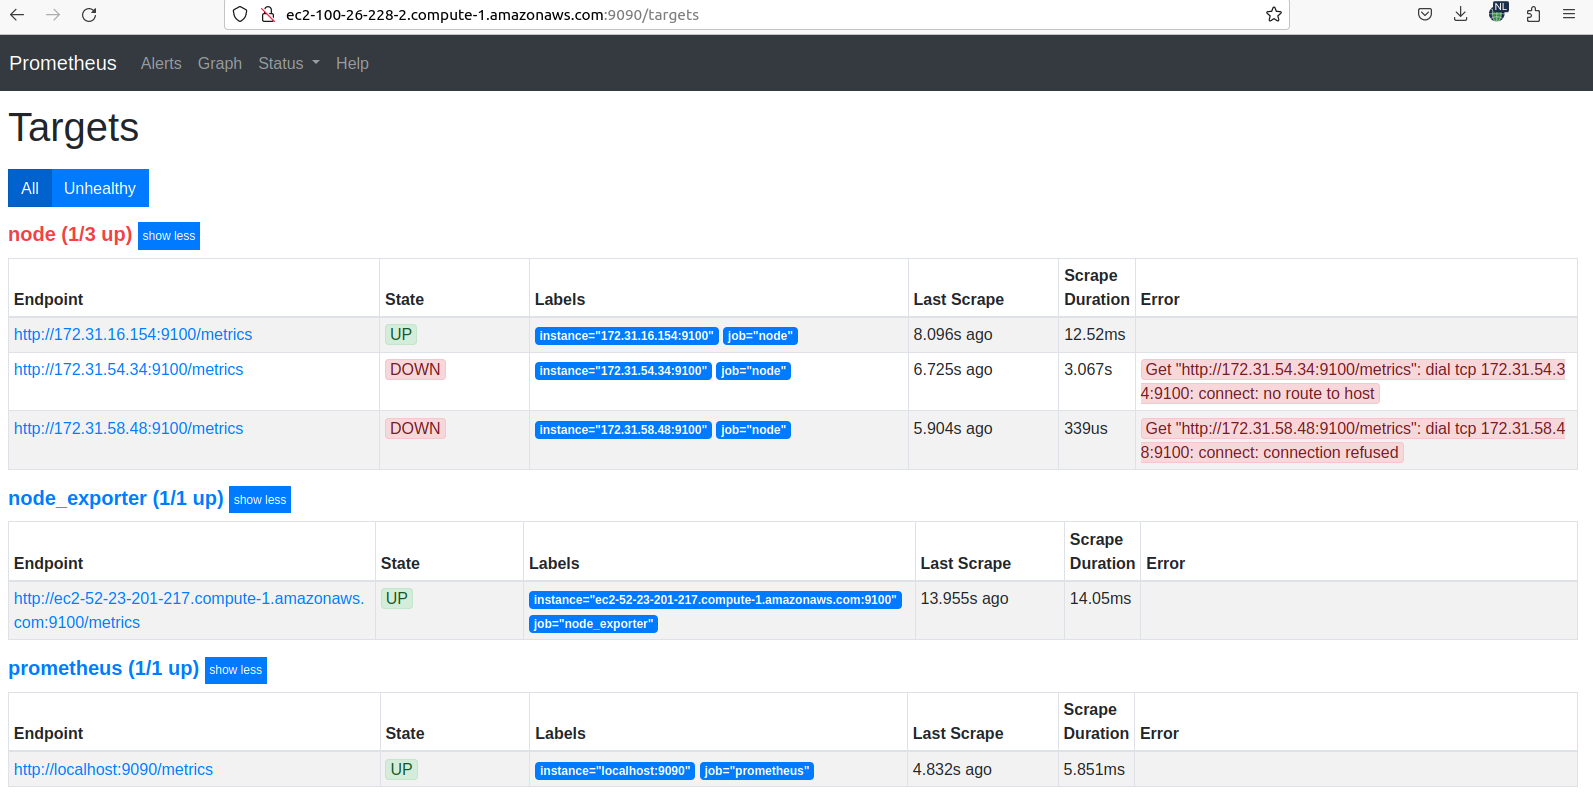 ec2-100-26-228-2.compute-1.amazonaws.com:9090/targets
NL
Prometheus Alerts Graph Status Help
Targets
All Unhealthy
node (1/3 up) show less
Endpoint State Labels Last Scrape Scrape Duration Error
http://172.31.16.154:9100/metrics UP instance="172.31.16.154:9100" job="node" 8.096s ago 12.52ms
http://172.31.54.34:9100/metrics DOWN instance="172.31.54.34:9100" job="node" 6.725s ago 3.067s Get "http://172.31.54.34:9100/metrics": dial tcp 172.31.54.3
4:9100: connect: no route to host
http://172.31.58.48:9100/metrics DOWN instance="172.31.58.48:9100" job="node" 5.904s ago 339us Get "http://172.31.58.48:9100/metrics": dial tcp 172.31.58.4
8:9100: connect: connection refused
node_exporter (1/1 up) show less
Endpoint State Labels Last Scrape Scrape Duration Error
http://ec2-52-23-201-217.compute-1.amazonaws. UP instance="ec2-52-23-201-217.compute-1.amazonaws.com:9100" 13.955s ago 14.05ms
com:9100/metrics job="node_exporter"
prometheus (1/1 up) show less
Endpoint State Labels Last Scrape Scrape Duration Error
http://localhost:9090/metrics UP instance="localhost:9090" job="prometheus" 4.832s ago 5.851ms